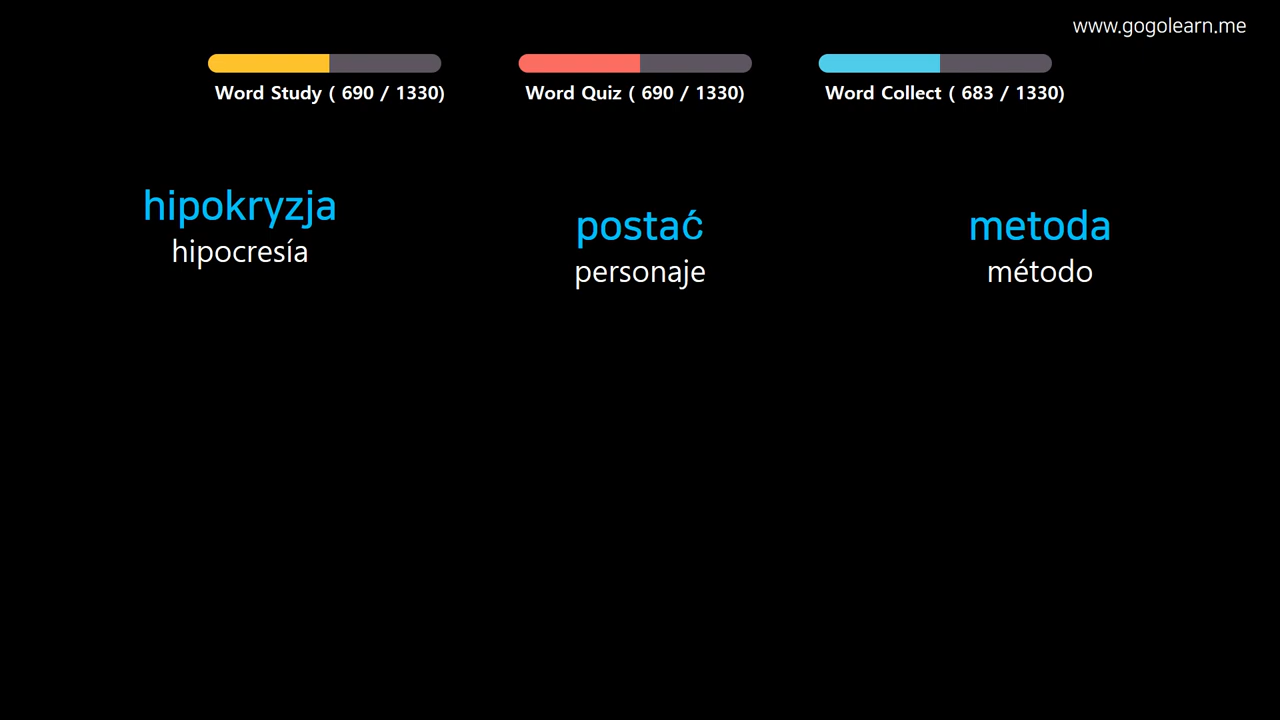 www.gogolearn.me
Word Study ( 690 / 1330)
Word Quiz ( 690 / 1330)
Word Collect ( 683 / 1330)
hipokryzja
hipocresía
postać
personaje
metoda
método